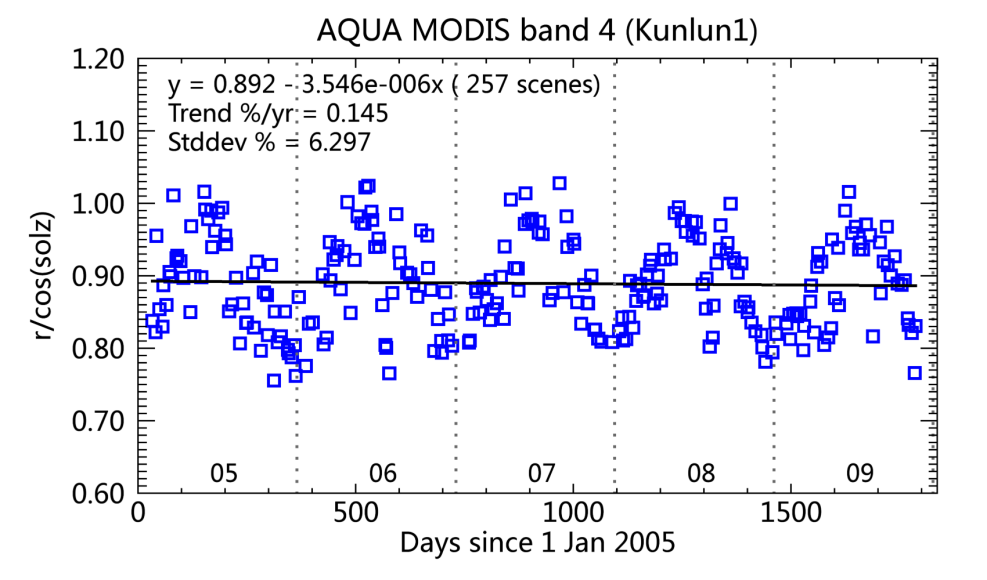 AQUA MODIS band 4 (Kunlun1)
y = 0.892 - 3.546e-006x ( 257 scenes)
Trend %/yr = 0.145
Stddev % = 6.297
r/cos(solz)
1.20
1.10
1.00
0.90
0.80
0.70
0.60
05 06 07 08 09
0 500 1000 1500
Days since 1 Jan 2005